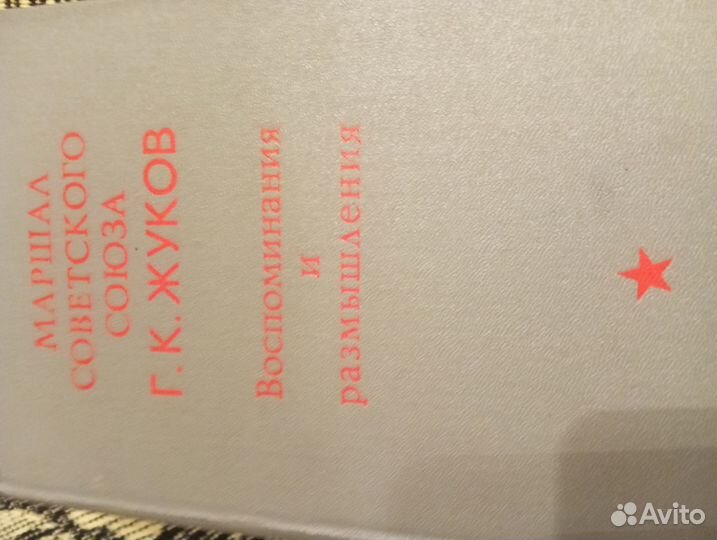 МАРШАЛ
СОВЕТСКОГО
СОЮЗА
Г. К. ЖУКОВ
Воспоминания
и
размышления
Avito